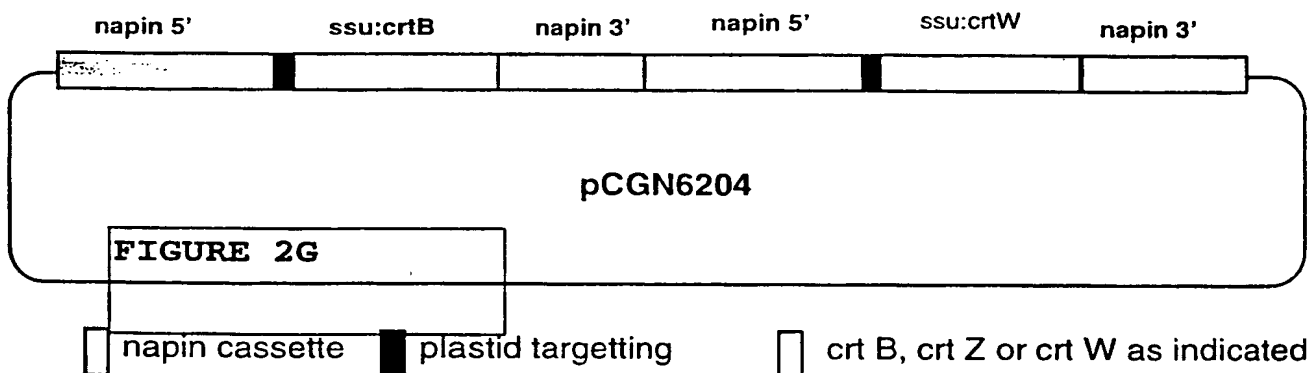 napin 5' ssu:crtB napin 3' napin 5' ssu:crtW napin 3'
pCGN6204
FIGURE 2G
napin cassette plastid targetting crt B, crt Z or crt W as indicated